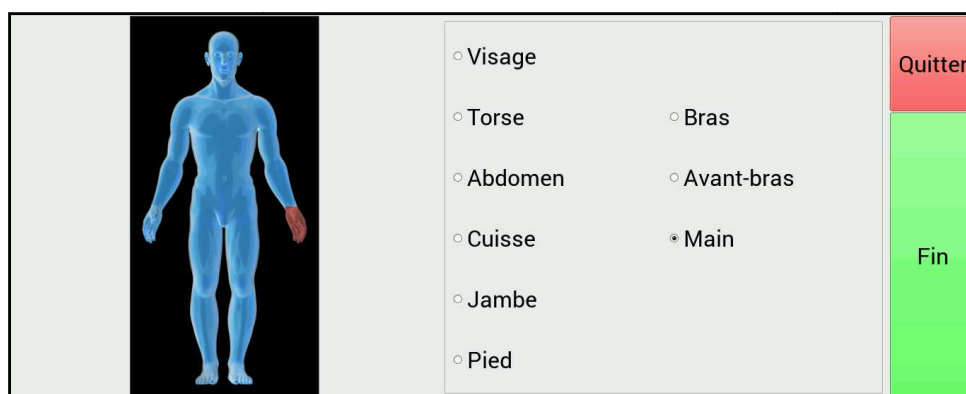 Visage
Torse
Abdomen
Cuisse
Jambe
Pied
Bras
Avant-bras
Main
Quitter
Fin